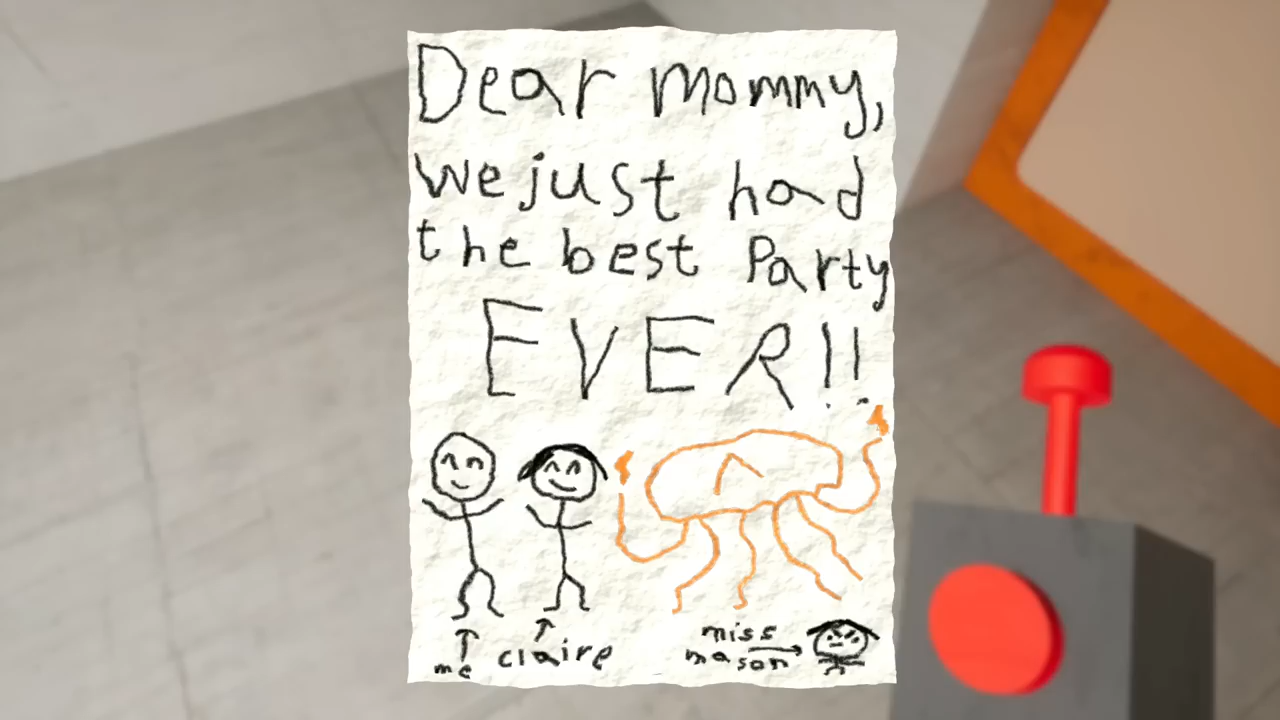 Dear mommy,
we just had
the best Party
EVER!!
me
claire
miss
mason